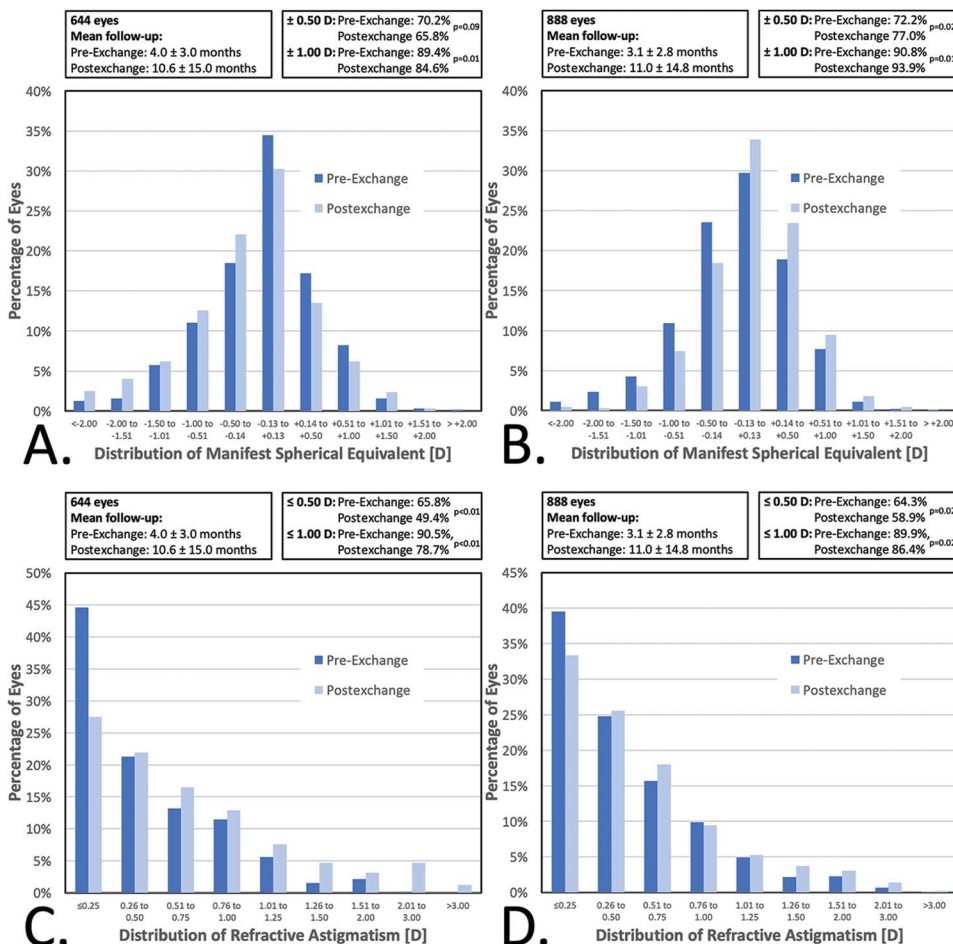 644 eyes
Mean follow-up:
Pre-Exchange: 4.0 ± 3.0 months
Postexchange: 10.6 ± 15.0 months
± 0.50 D: Pre-Exchange: 70.2%
Postexchange 65.8%
p=0.09
± 1.00 D: Pre-Exchange: 89.4%
Postexchange 84.6%
p=0.01
40%
35%
30%
25%
20%
15%
10%
5%
0%
Percentage of Eyes
Pre-Exchange
Postexchange
<-2.00
-2.00 to -1.51
-1.50 to -1.01
-1.00 to -0.51
-0.50 to -0.14
-0.13 to +0.13
+0.14 to +0.50
+0.51 to +1.00
+1.01 to +1.50
+1.51 to +2.00
> +2.00
A.
Distribution of Manifest Spherical Equivalent [D]
888 eyes
Mean follow-up:
Pre-Exchange: 3.1 ± 2.8 months
Postexchange: 11.0 ± 14.8 months
± 0.50 D: Pre-Exchange: 72.2%
Postexchange 77.0%
p=0.02
± 1.00 D: Pre-Exchange: 90.8%
Postexchange 93.9%
p=0.01
40%
35%
30%
25%
20%
15%
10%
5%
0%
Percentage of Eyes
Pre-Exchange
Postexchange
<-2.00
-2.00 to -1.51
-1.50 to -1.01
-1.00 to -0.51
-0.50 to -0.14
-0.13 to +0.13
+0.14 to +0.50
+0.51 to +1.00
+1.01 to +1.50
+1.51 to +2.00
> +2.00
B.
Distribution of Manifest Spherical Equivalent [D]
644 eyes
Mean follow-up:
Pre-Exchange: 4.0 ± 3.0 months
Postexchange: 10.6 ± 15.0 months
≤ 0.50 D: Pre-Exchange: 65.8%
Postexchange 49.4%
p<0.01
≤ 1.00 D: Pre-Exchange: 90.5%,
Postexchange 78.7%
p<0.01
50%
45%
40%
35%
30%
25%
20%
15%
10%
5%
0%
Percentage of Eyes
Pre-Exchange
Postexchange
≤0.25
0.26 to 0.50
0.51 to 0.75
0.76 to 1.00
1.01 to 1.25
1.26 to 1.50
1.51 to 2.00
2.01 to 3.00
>3.00
C.
Distribution of Refractive Astigmatism [D]
888 eyes
Mean follow-up:
Pre-Exchange: 3.1 ± 2.8 months
Postexchange: 11.0 ± 14.8 months
≤ 0.50 D: Pre-Exchange: 64.3%
Postexchange 58.9%
p=0.02
≤ 1.00 D: Pre-Exchange: 89.9%,
Postexchange 86.4%
p=0.02
45%
40%
35%
30%
25%
20%
15%
10%
5%
0%
Percentage of Eyes
Pre-Exchange
Postexchange
≤0.25
0.26 to 0.50
0.51 to 0.75
0.76 to 1.00
1.01 to 1.25
1.26 to 1.50
1.51 to 2.00
2.01 to 3.00
>3.00
D.
Distribution of Refractive Astigmatism [D]